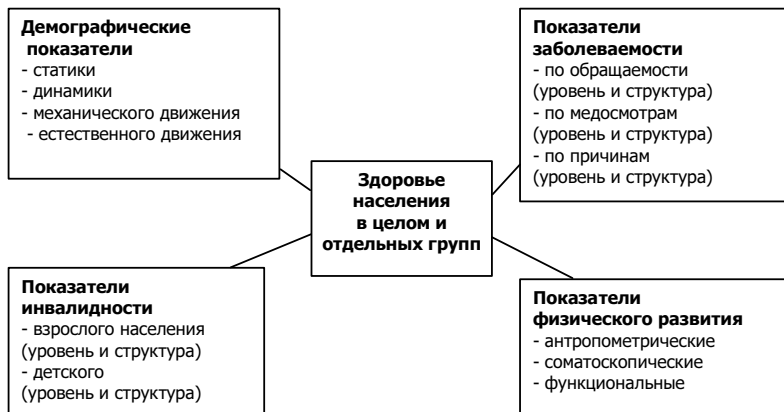 Демографические
показатели
- статики
- динамики
- механического движения
- естественного движения
Показатели
заболеваемости
- по обращаемости
(уровень и структура)
- по медосмотрам
(уровень и структура)
- по причинам
(уровень и структура)
Здоровье
населения
в целом и
отдельных групп
Показатели
инвалидности
- взрослого населения
(уровень и структура)
- детского
(уровень и структура)
Показатели
физического развития
- антропометрические
- соматоскопические
- функциональные